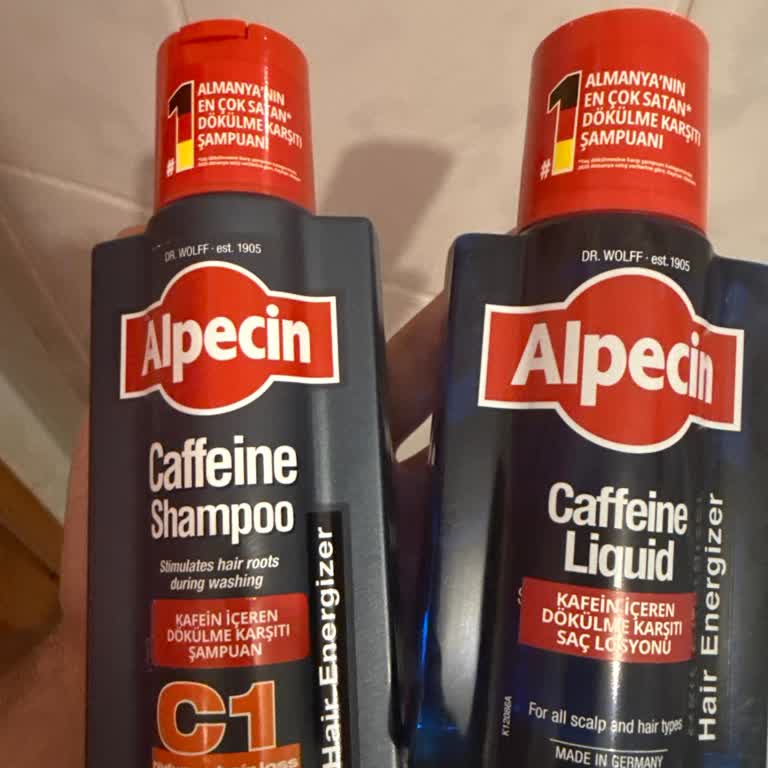 #1
ALMANYA'NIN
EN ÇOK SATAN*
DÖKÜLME KARŞITI
ŞAMPUANI
DR. WOLFF · est. 1905
Alpecin
Caffeine
Shampoo
Stimulates hair roots
during washing
KAFEİN İÇEREN
DÖKÜLME KARŞITI
ŞAMPUAN
C1
Hair Energizer
#1
ALMANYA'NIN
EN ÇOK SATAN*
DÖKÜLME KARŞITI
ŞAMPUANI
DR. WOLFF · est. 1905
Alpecin
Caffeine
Liquid
KAFEİN İÇEREN
DÖKÜLME KARŞITI
SAÇ LOSYONU
Hair Energizer
For all scalp and hair types
MADE IN GERMANY